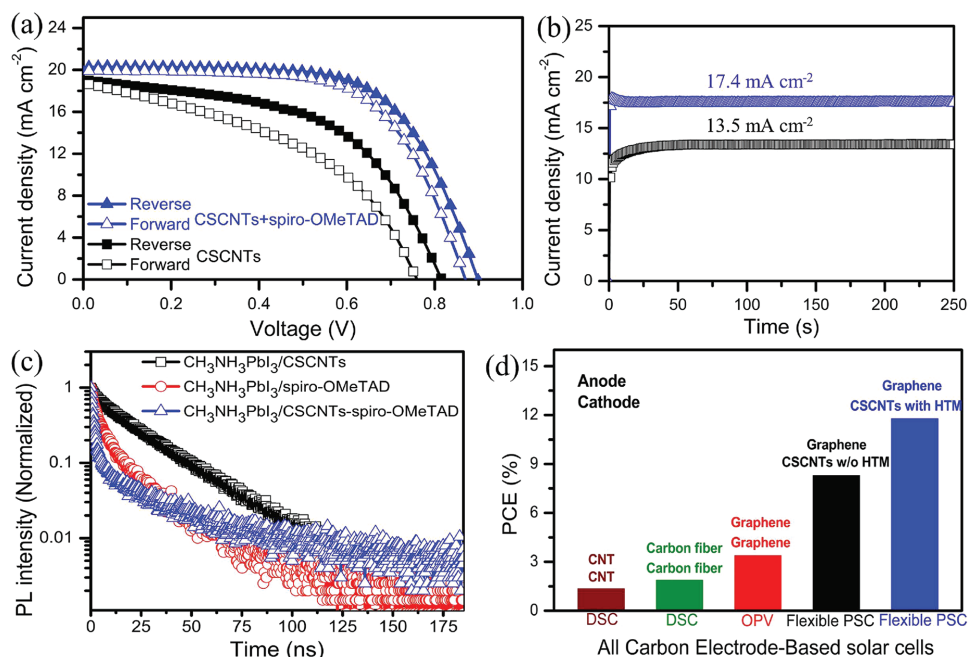 (a)
24
20
16
12
8
4
0
Current density (mA cm⁻²)
Reverse
Forward CSCNTs+spiro-OMeTAD
Reverse
Forward CSCNTs
0.0 0.2 0.4 0.6 0.8 1.0
Voltage (V)
(b)
25
20
15
10
5
0
Current density (mA cm⁻²)
17.4 mA cm⁻²
13.5 mA cm⁻²
0 50 100 150 200 250
Time (s)
(c)
1
0.1
0.01
PL intensity (Normalized)
CH₃NH₃PbI₃/CSCNTs
CH₃NH₃PbI₃/spiro-OMeTAD
CH₃NH₃PbI₃/CSCNTs-spiro-OMeTAD
0 25 50 75 100 125 150 175
Time (ns)
(d)
15
12
9
6
3
0
PCE (%)
Anode
Cathode
CNT
CNT
Carbon fiber
Carbon fiber
Graphene
Graphene
Graphene
CSCNTs w/o HTM
Graphene
CSCNTs with HTM
DSC DSC OPV Flexible PSC Flexible PSC
All Carbon Electrode-Based solar cells